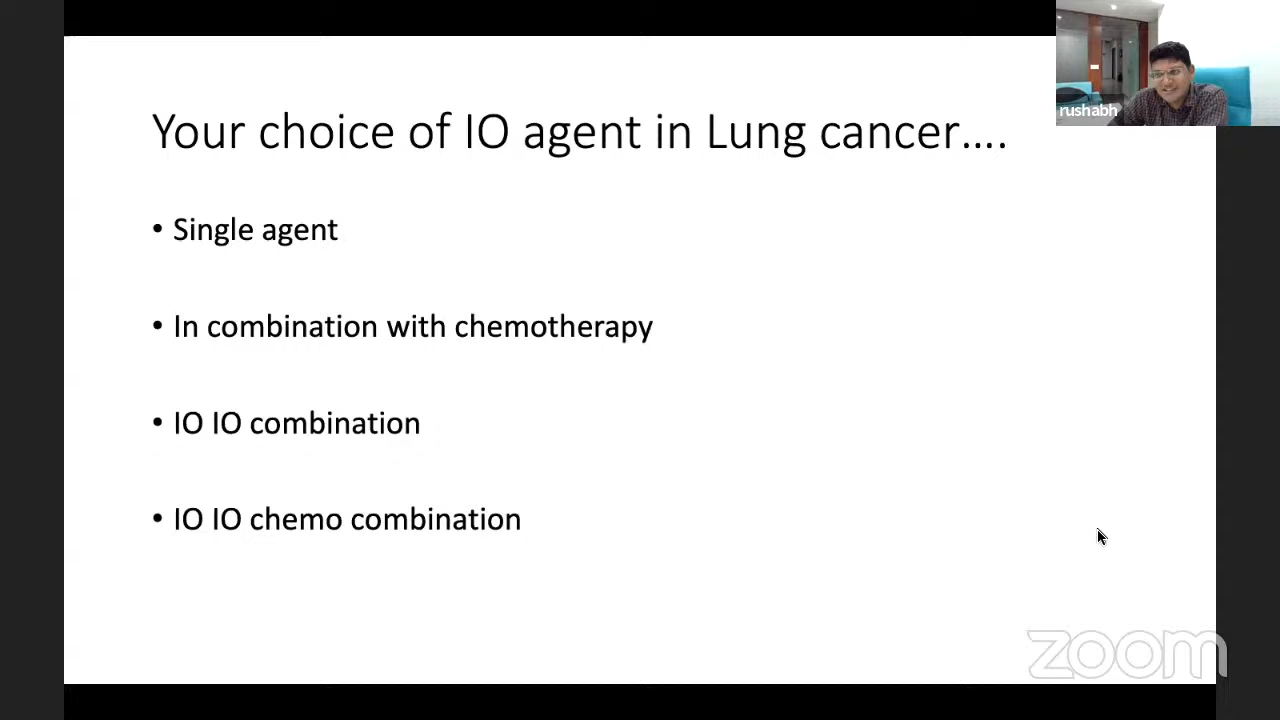 rushabh
Your choice of IO agent in Lung cancer….
• Single agent
• In combination with chemotherapy
• IO IO combination
• IO IO chemo combination
zoom